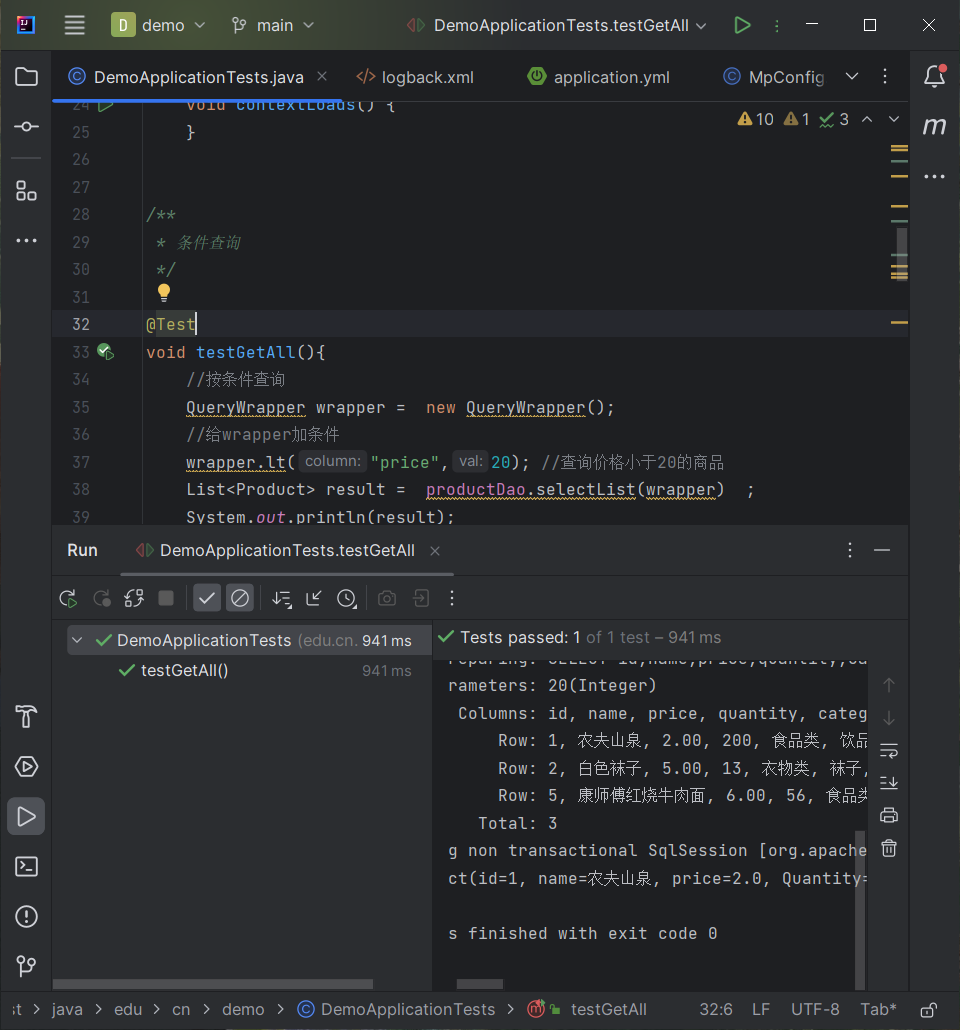 D demo main DemoApplicationTests.testGetAll
DemoApplicationTests.java logback.xml application.yml MpConfig
10 1 3
24 void contextLoads() {
25 }
26
27
28 /**
29 * 条件查询
30 */
31
32 @Test
33 void testGetAll(){
34 //按条件查询
35 QueryWrapper wrapper = new QueryWrapper();
36 //给wrapper加条件
37 wrapper.lt( column: "price", val: 20); //查询价格小于20的商品
38 List<Product> result = productDao.selectList(wrapper) ;
39 System.out.println(result);
Run DemoApplicationTests.testGetAll
DemoApplicationTests (edu.cn. 941 ms
testGetAll() 941 ms
Tests passed: 1 of 1 test – 941 ms
reparing: SELECT id,name,price,quantity,
rameters: 20(Integer)
Columns: id, name, price, quantity, categ
Row: 1, 农夫山泉, 2.00, 200, 食品类, 饮品
Row: 2, 白色袜子, 5.00, 13, 衣物类, 袜子,
Row: 5, 康师傅红烧牛肉面, 6.00, 56, 食品类
Total: 3
g non transactional SqlSession [org.apache
ct(id=1, name=农夫山泉, price=2.0, Quantity=
s finished with exit code 0
st > java > edu > cn > demo > DemoApplicationTests > testGetAll 32:6 LF UTF-8 Tab*